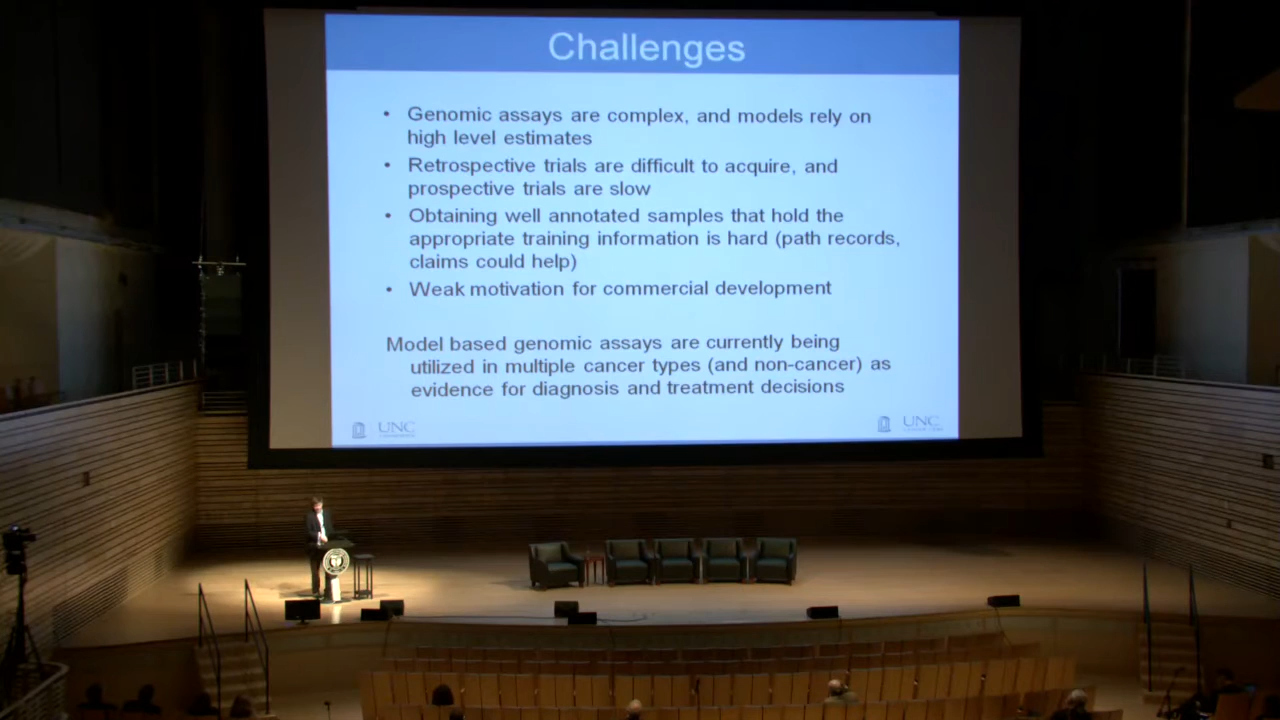 Challenges
• Genomic assays are complex, and models rely on
high level estimates
• Retrospective trials are difficult to acquire, and
prospective trials are slow
• Obtaining well annotated samples that hold the
appropriate training information is hard (path records,
claims could help)
• Weak motivation for commercial development
Model based genomic assays are currently being
utilized in multiple cancer types (and non-cancer) as
evidence for diagnosis and treatment decisions
UNC
UNC